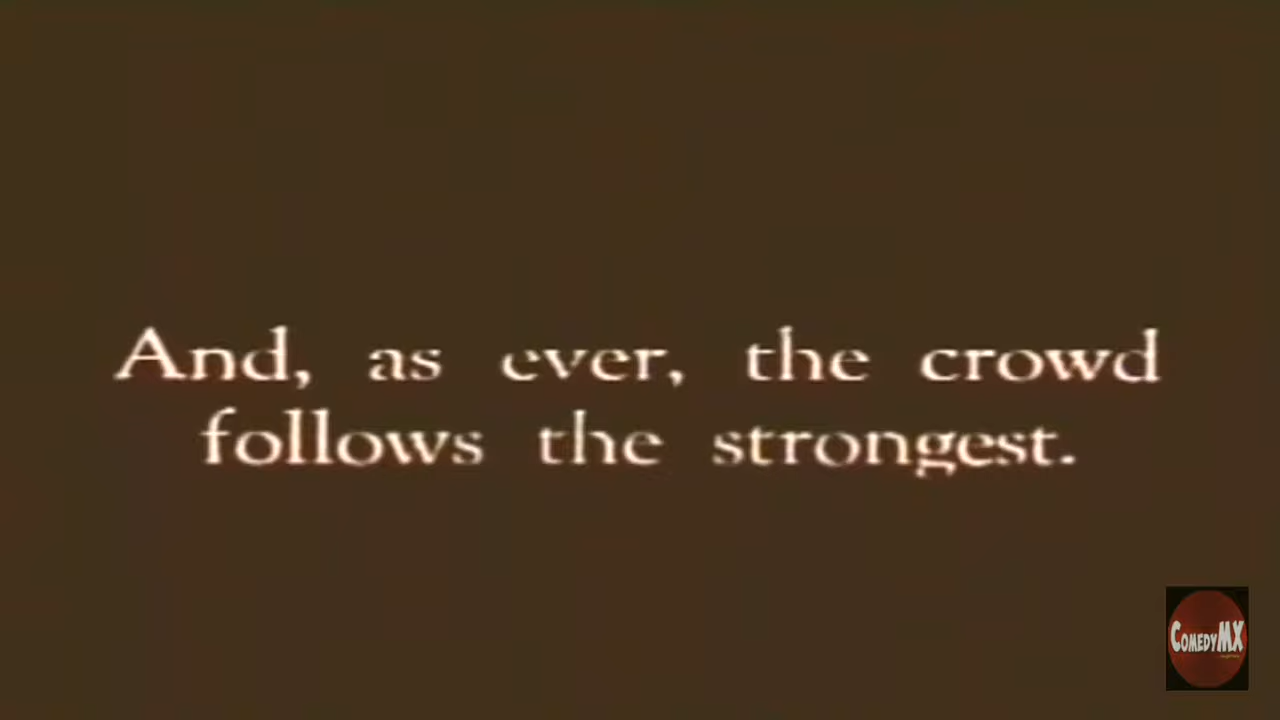 And, as ever, the crowd
follows the strongest.
COMEDYMX